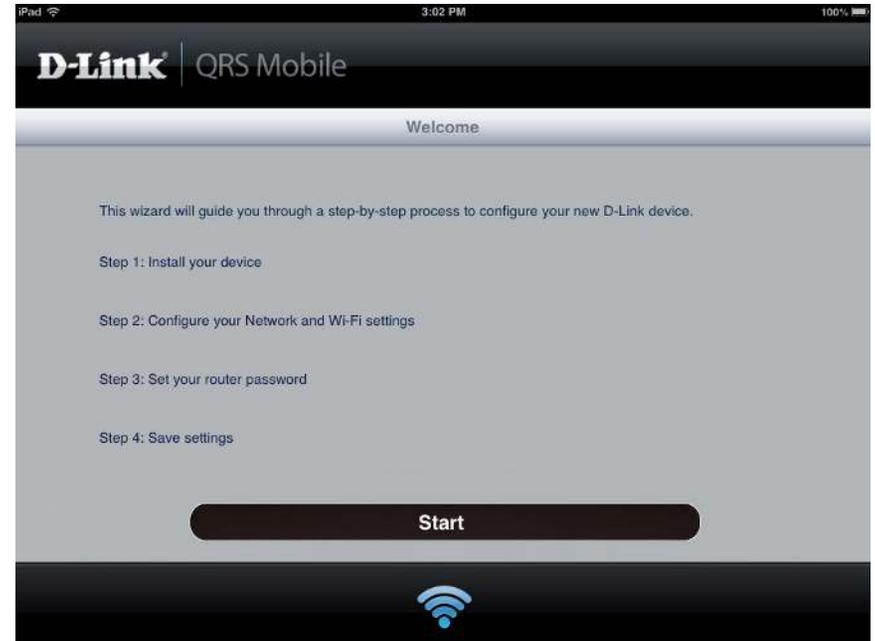 iPad 3:02 PM 100%
D-Link QRS Mobile
Welcome
This wizard will guide you through a step-by-step process to configure your new D-Link device.
Step 1: Install your device
Step 2: Configure your Network and Wi-Fi settings
Step 3: Set your router password
Step 4: Save settings
Start